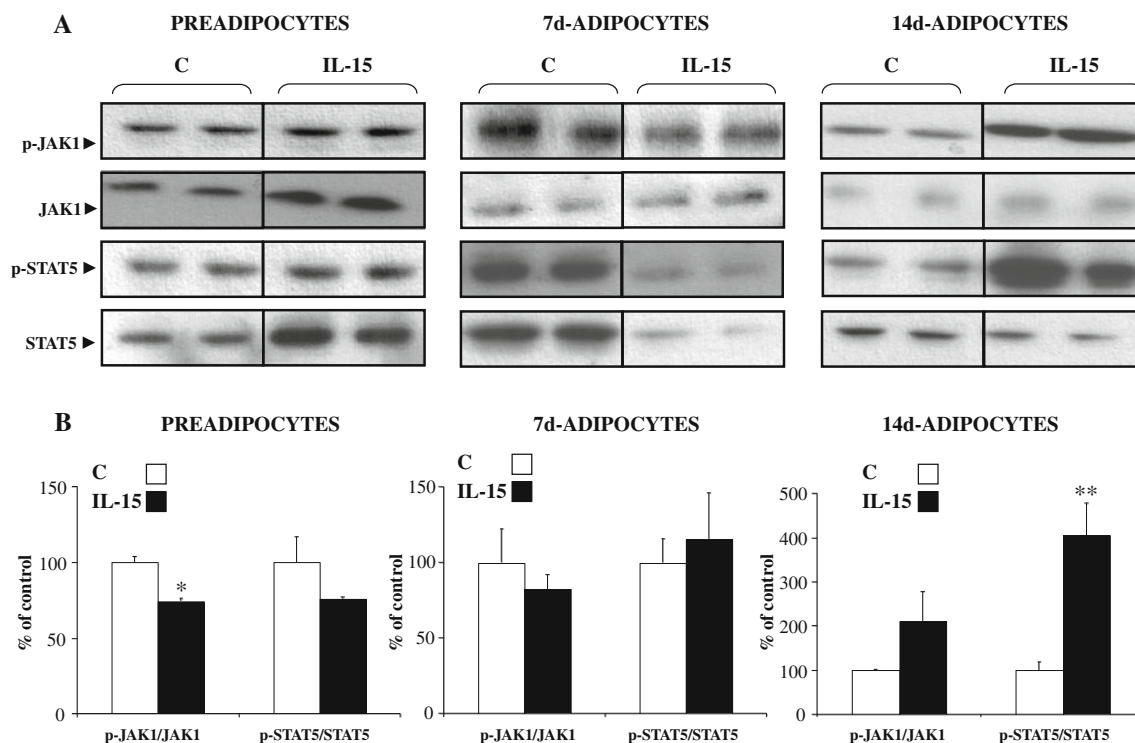 A PREADIPOCYTES 7d-ADIPOCYTES 14d-ADIPOCYTES
C IL-15 C IL-15 C IL-15
p-JAK1
JAK1
p-STAT5
STAT5
B PREADIPOCYTES 7d-ADIPOCYTES 14d-ADIPOCYTES
C
IL-15
% of control
150
100
50
0
*
p-JAK1/JAK1 p-STAT5/STAT5
C
IL-15
% of control
150
100
50
0
p-JAK1/JAK1 p-STAT5/STAT5
C
IL-15
% of control
500
400
300
200
100
0
**
p-JAK1/JAK1 p-STAT5/STAT5